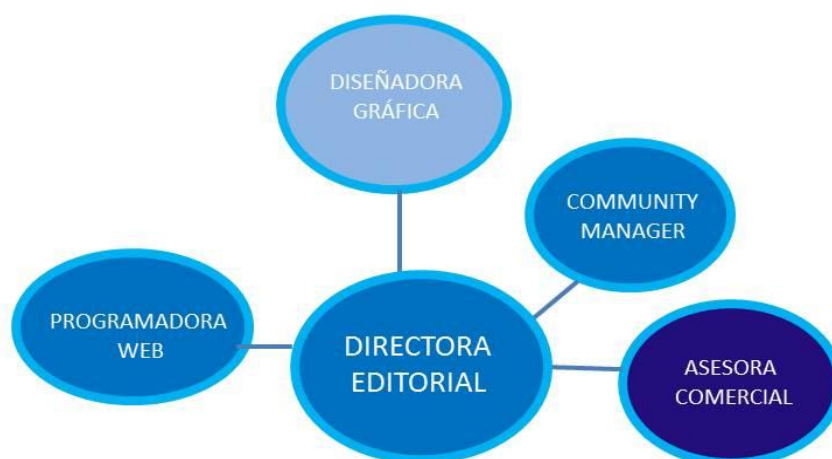 DISEÑADORA
GRÁFICA
COMMUNITY
MANAGER
PROGRAMADORA
WEB
DIRECTORA
EDITORIAL
ASESORA
COMERCIAL